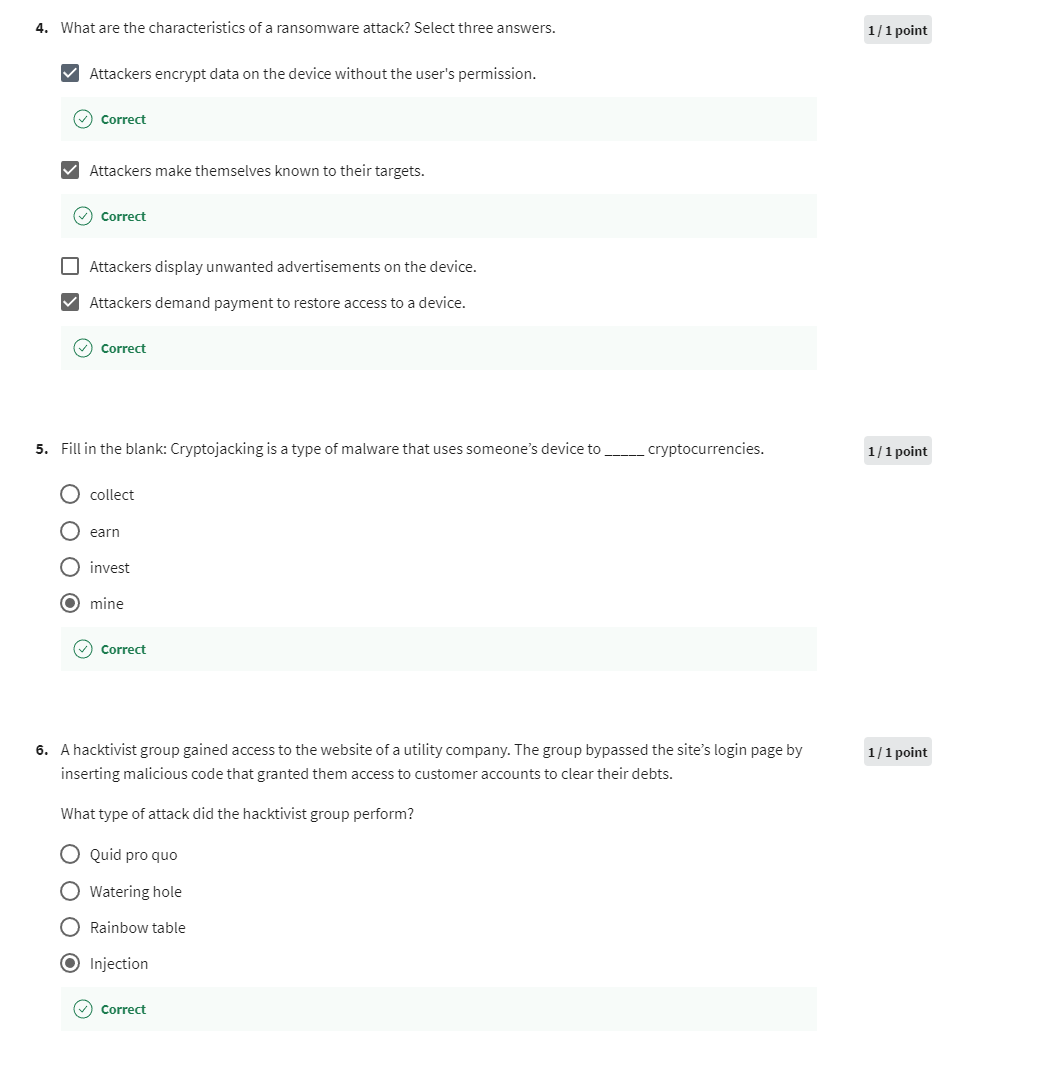 4. What are the characteristics of a ransomware attack? Select three answers.
1 / 1 point
Attackers encrypt data on the device without the user's permission.
Correct
Attackers make themselves known to their targets.
Correct
Attackers display unwanted advertisements on the device.
Attackers demand payment to restore access to a device.
Correct
5. Fill in the blank: Cryptojacking is a type of malware that uses someone’s device to _____ cryptocurrencies.
1 / 1 point
collect
earn
invest
mine
Correct
6. A hacktivist group gained access to the website of a utility company. The group bypassed the site’s login page by
1 / 1 point
inserting malicious code that granted them access to customer accounts to clear their debts.
What type of attack did the hacktivist group perform?
Quid pro quo
Watering hole
Rainbow table
Injection
Correct